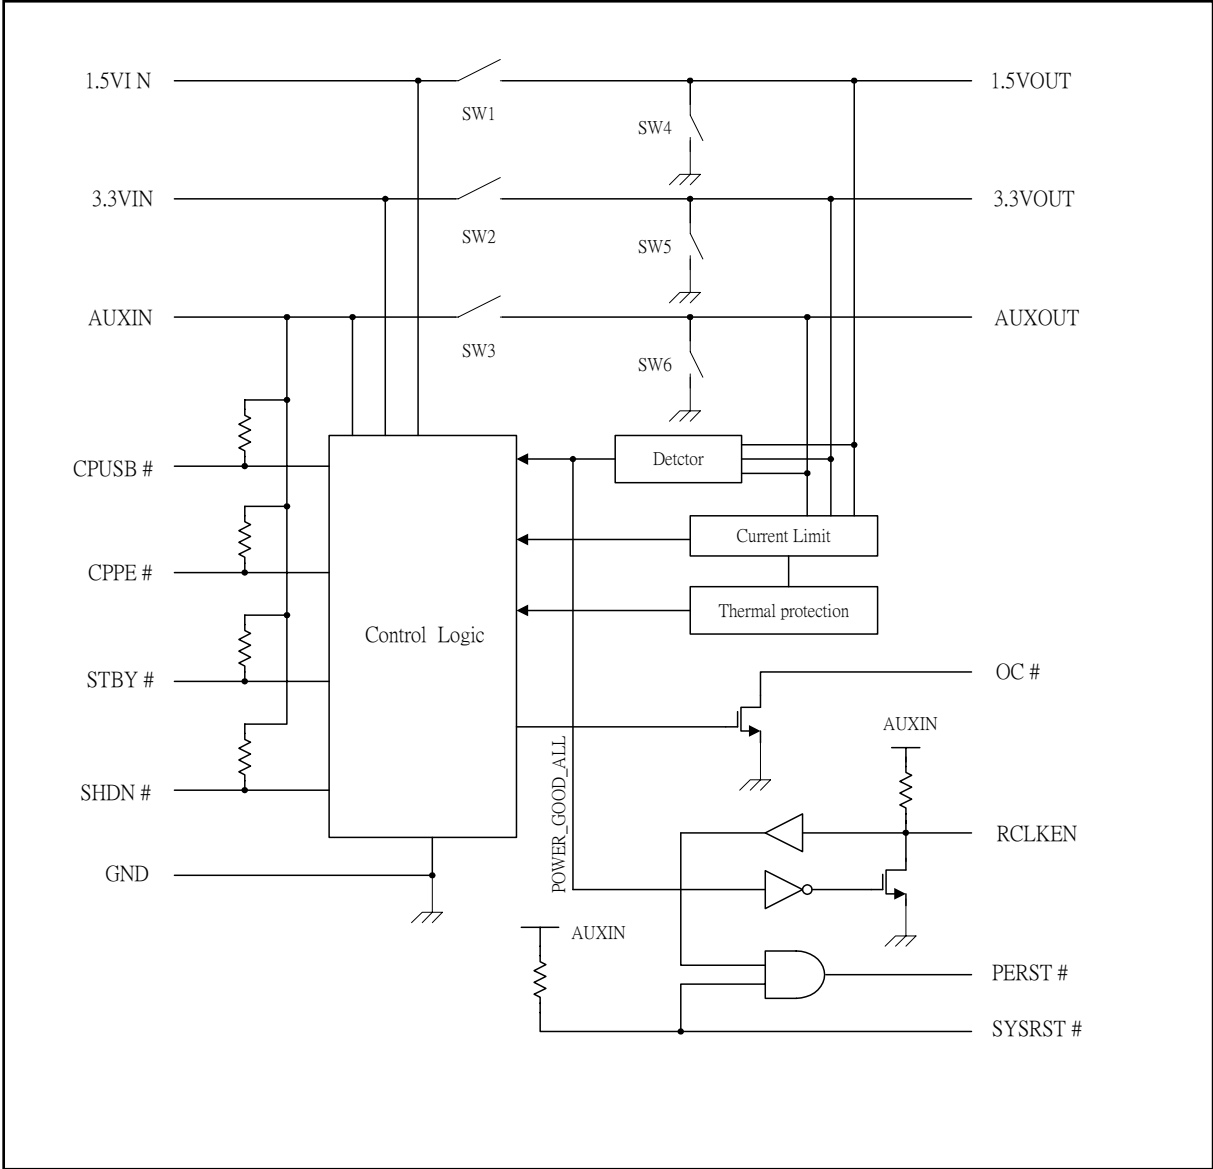 1.5VI N
1.5VOUT
SW1
SW4
3.3VIN
3.3VOUT
SW2
SW5
AUXIN
AUXOUT
SW3
SW6
CPUSB #
Detctor
Current Limit
CPPE #
Thermal protection
Control Logic
STBY #
OC #
AUXIN
POWER_GOOD_ALL
SHDN #
RCLKEN
GND
AUXIN
PERST #
SYSRST #